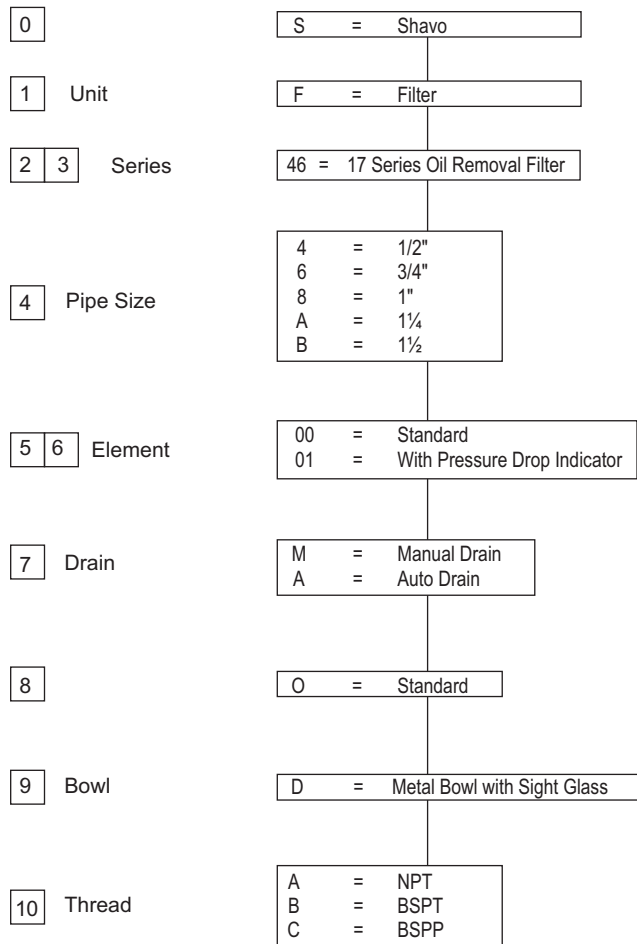 0 S = Shavo
1 Unit F = Filter
2 3 Series 46 = 17 Series Oil Removal Filter
4 = 1/2"
6 = 3/4"
4 Pipe Size 8 = 1"
A = 1¼
B = 1½
00 = Standard
5 6 Element 01 = With Pressure Drop Indicator
7 Drain M = Manual Drain
A = Auto Drain
8 O = Standard
9 Bowl D = Metal Bowl with Sight Glass
A = NPT
10 Thread B = BSPT
C = BSPP